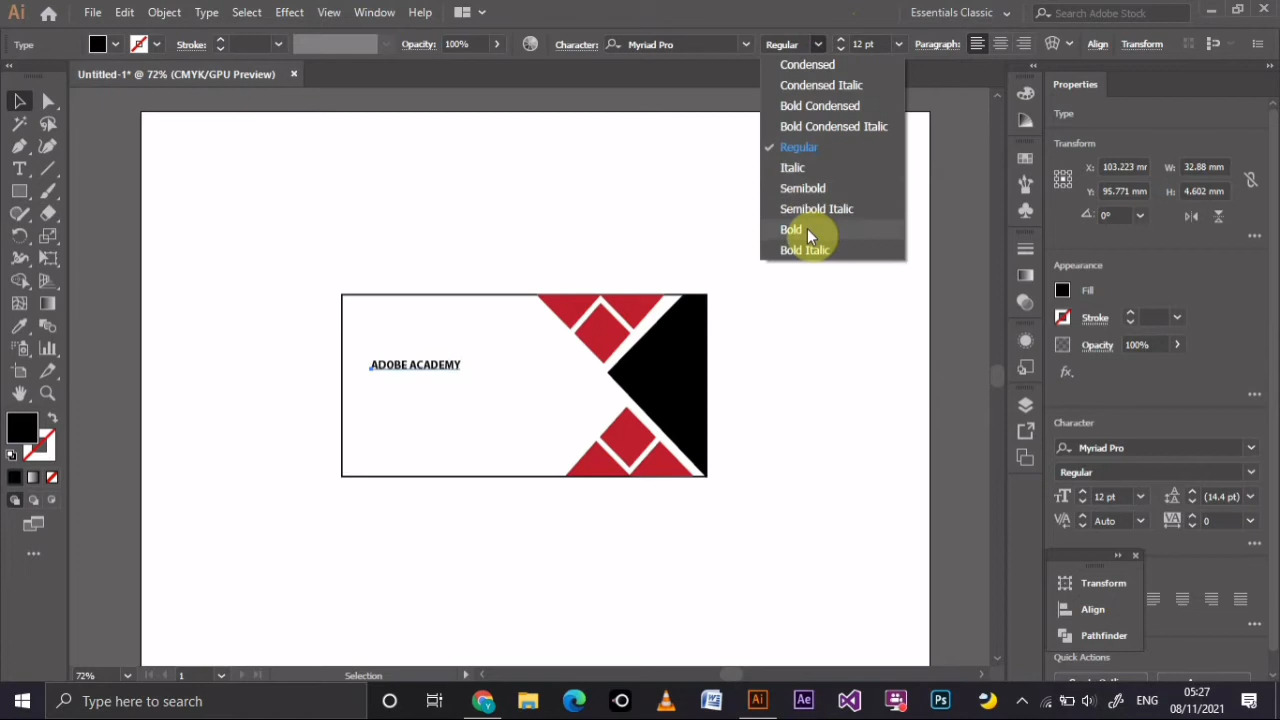 Ai File Edit Object Type Select Effect View Window Help Essentials Classic Search Adobe Stock
Type Stroke: Opacity: 100% Character: Myriad Pro Regular 12 pt Paragraph: Align Transform
Untitled-1* @ 72% (CMYK/GPU Preview)
Condensed
Condensed Italic
Bold Condensed
Bold Condensed Italic
Regular
Italic
Semibold
Semibold Italic
Bold
Bold Italic
ADOBE ACADEMY
Properties
Type
Transform
X: 103.223 mr W: 32.88 mm
Y: 95.771 mm H: 4.602 mm
0°
Appearance
Fill
Stroke
Opacity 100%
fx.
Character
Myriad Pro
Regular
12 pt (14.4 pt)
Auto 0
Transform
Align
Pathfinder
Quick Actions
72% 1 Selection
Type here to search
ENG 05:27
08/11/2021